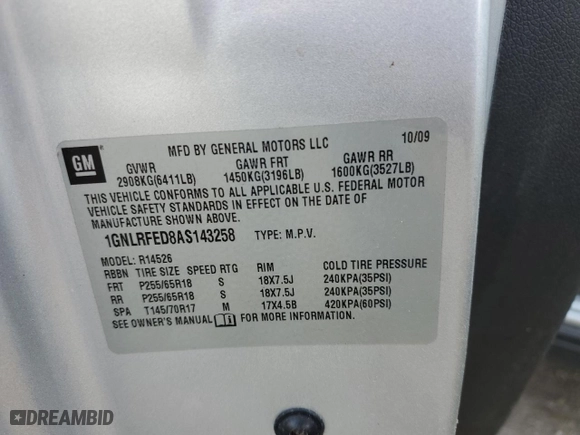 GM
MFD BY GENERAL MOTORS LLC 10/09
GVWR GAWR FRT GAWR RR
2908KG(6411LB) 1450KG(3196LB) 1600KG(3527LB)
THIS VEHICLE CONFORMS TO ALL APPLICABLE U.S. FEDERAL MOTOR
VEHICLE SAFETY STANDARDS IN EFFECT ON THE DATE OF
MANUFACTURE SHOWN ABOVE.
1GNLRFED8AS143258 TYPE: M.P.V.
MODEL: R14526
RBBN TIRE SIZE SPEED RTG RIM COLD TIRE PRESSURE
FRT P255/65R18 S 18X7.5J 240KPA(35PSI)
RR P255/65R18 S 18X7.5J 240KPA(35PSI)
SPA T145/70R17 M 17X4.5B 420KPA(60PSI)
SEE OWNER'S MANUAL FOR MORE INFORMATION.
DREAMBID